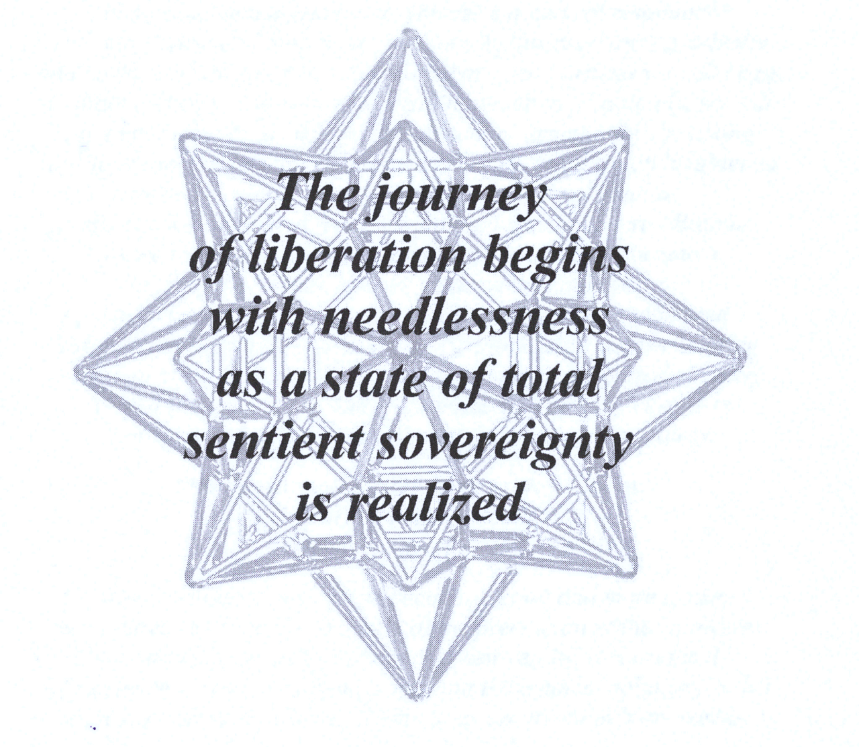 The journey
of liberation begins
with needlessness
as a state of total
sentient sovereignty
is realized